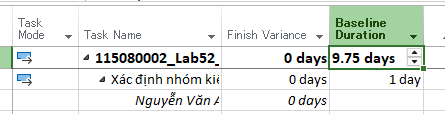 Task Mode Task Name Finish Variance Baseline Duration
115080002_Lab52_ 0 days 9.75 days
Xác định nhóm kiế 0 days 1 day
Nguyễn Văn A 0 days